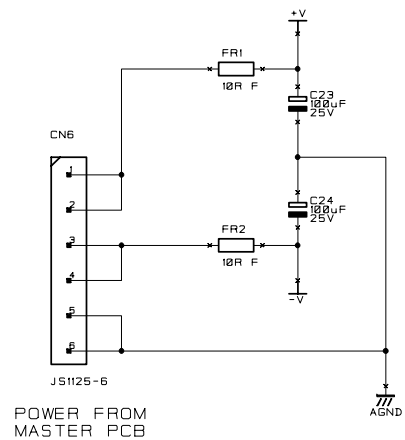 +V
FR1
10R F
C23
100uF
25V
CN6
1
2
C24
100uF
25V
3
FR2
10R F
4
-V
5
6
JS1125-6
AGND
POWER FROM
MASTER PCB